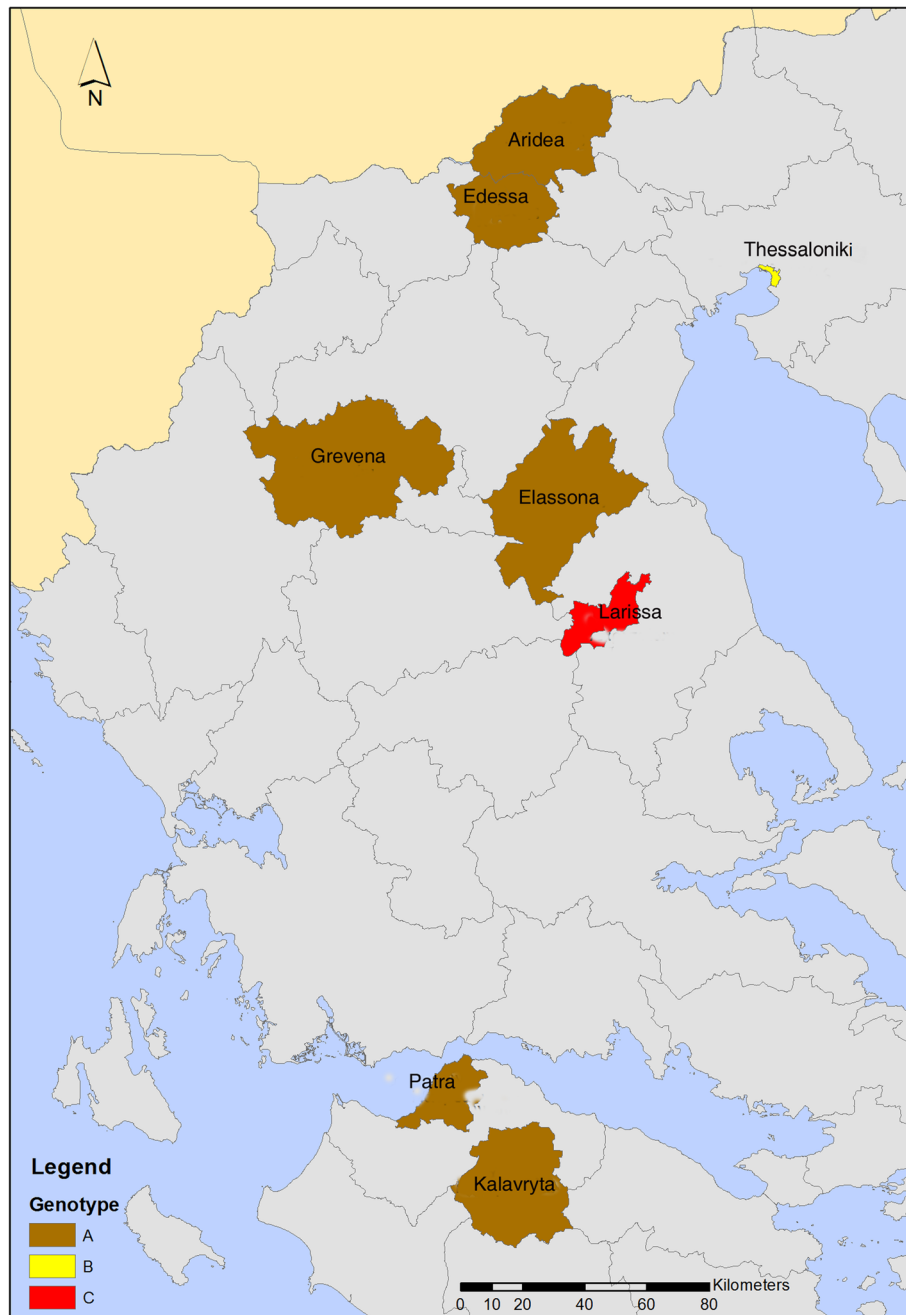 N
Aridea
Edessa
Thessaloniki
Grevena
Elassona
Larissa
Patra
Kalavryta
Legend
Genotype
A
B
C
Kilometers
0 10 20 40 60 80